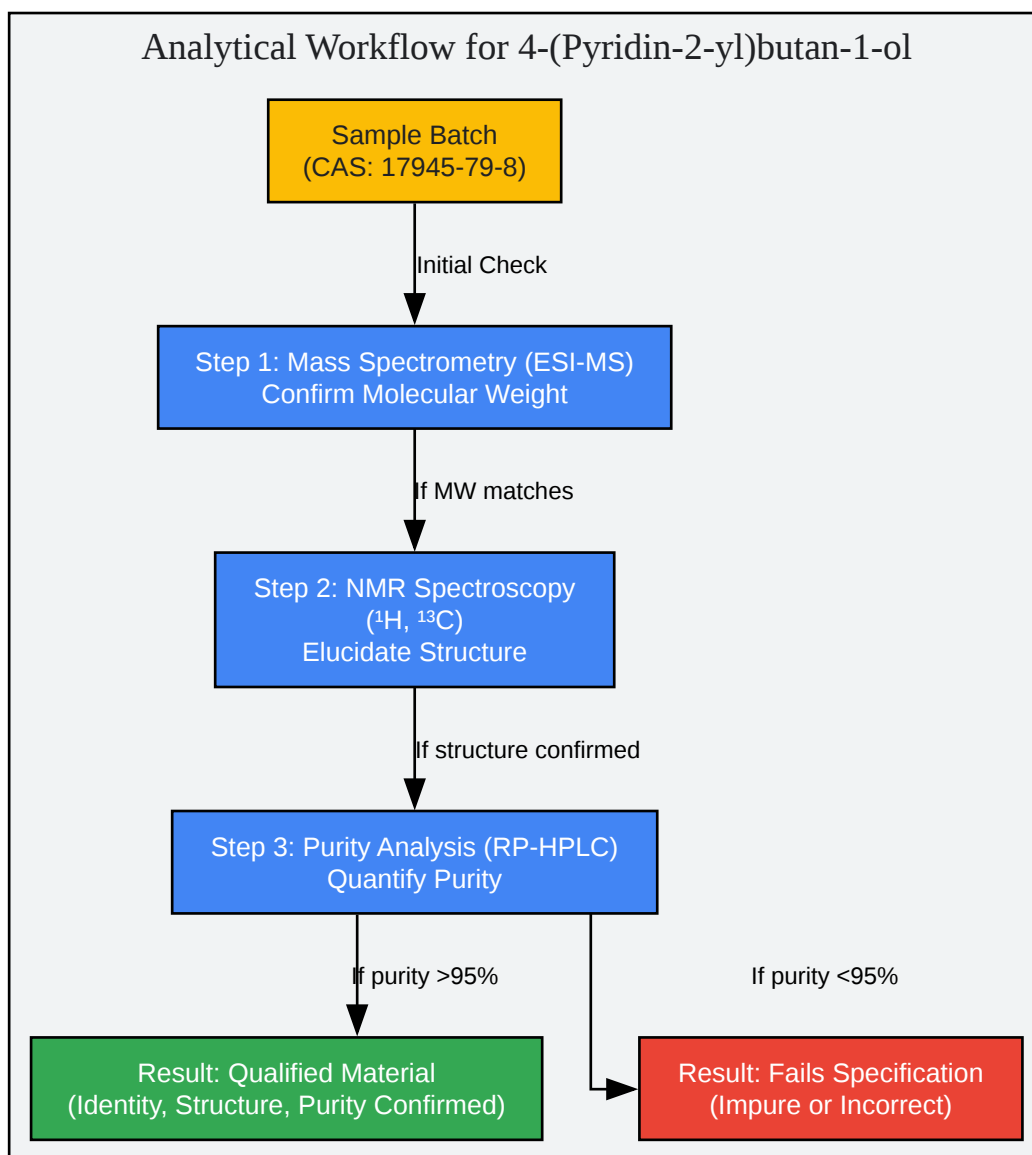 Analytical Workflow for 4-(Pyridin-2-yl)butan-1-ol
Sample Batch
(CAS: 17945-79-8)
Initial Check
Step 1: Mass Spectrometry (ESI-MS)
Confirm Molecular Weight
If MW matches
Step 2: NMR Spectroscopy
(¹H, ¹³C)
Elucidate Structure
If structure confirmed
Step 3: Purity Analysis (RP-HPLC)
Quantify Purity
If purity >95%
If purity <95%
Result: Qualified Material
(Identity, Structure, Purity Confirmed)
Result: Fails Specification
(Impure or Incorrect)